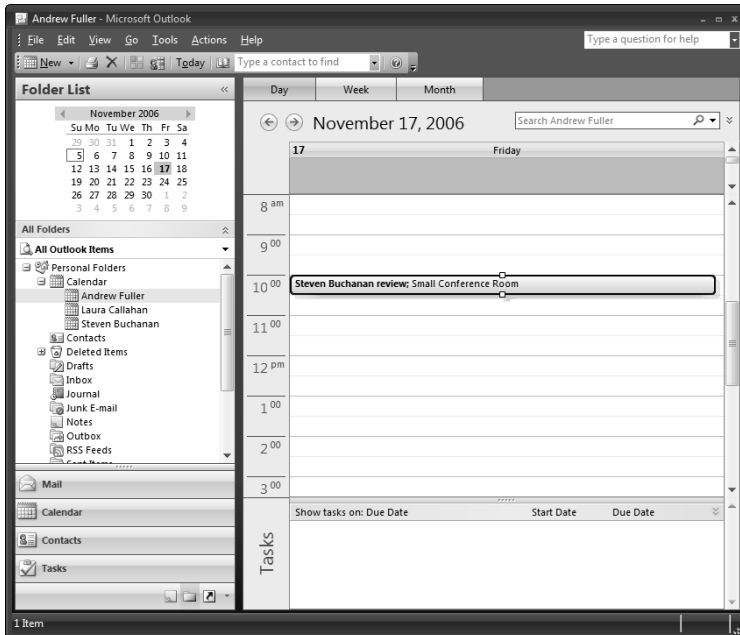 Andrew Fuller - Microsoft Outlook
File Edit View Go Tools Actions Help
Type a question for help
New Today Type a contact to find
Folder List
November 2006
Su Mo Tu We Th Fr Sa
29 30 31 1 2 3 4
5 6 7 8 9 10 11
12 13 14 15 16 17 18
19 20 21 22 23 24 25
26 27 28 29 30 1 2
3 4 5 6 7 8 9
All Folders
All Outlook Items
Personal Folders
Calendar
Andrew Fuller
Laura Callahan
Steven Buchanan
Contacts
Deleted Items
Drafts
Inbox
Journal
Junk E-mail
Notes
Outbox
RSS Feeds
Sent Items
Mail
Calendar
Contacts
Tasks
Day Week Month
November 17, 2006
Search Andrew Fuller
17 Friday
8 am
9 00
10 00 Steven Buchanan review; Small Conference Room
11 00
12 pm
1 00
2 00
3 00
Tasks
Show tasks on: Due Date Start Date Due Date
1 Item